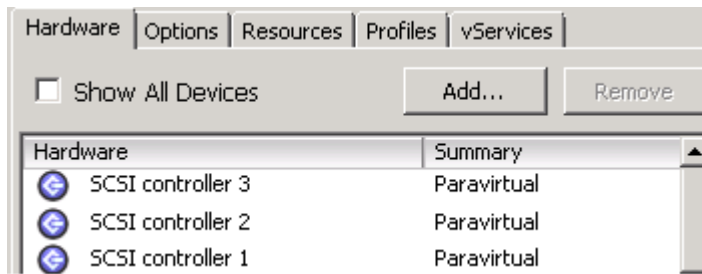 Hardware Options Resources Profiles vServices
Show All Devices Add... Remove
Hardware Summary
SCSI controller 3 Paravirtual
SCSI controller 2 Paravirtual
SCSI controller 1 Paravirtual